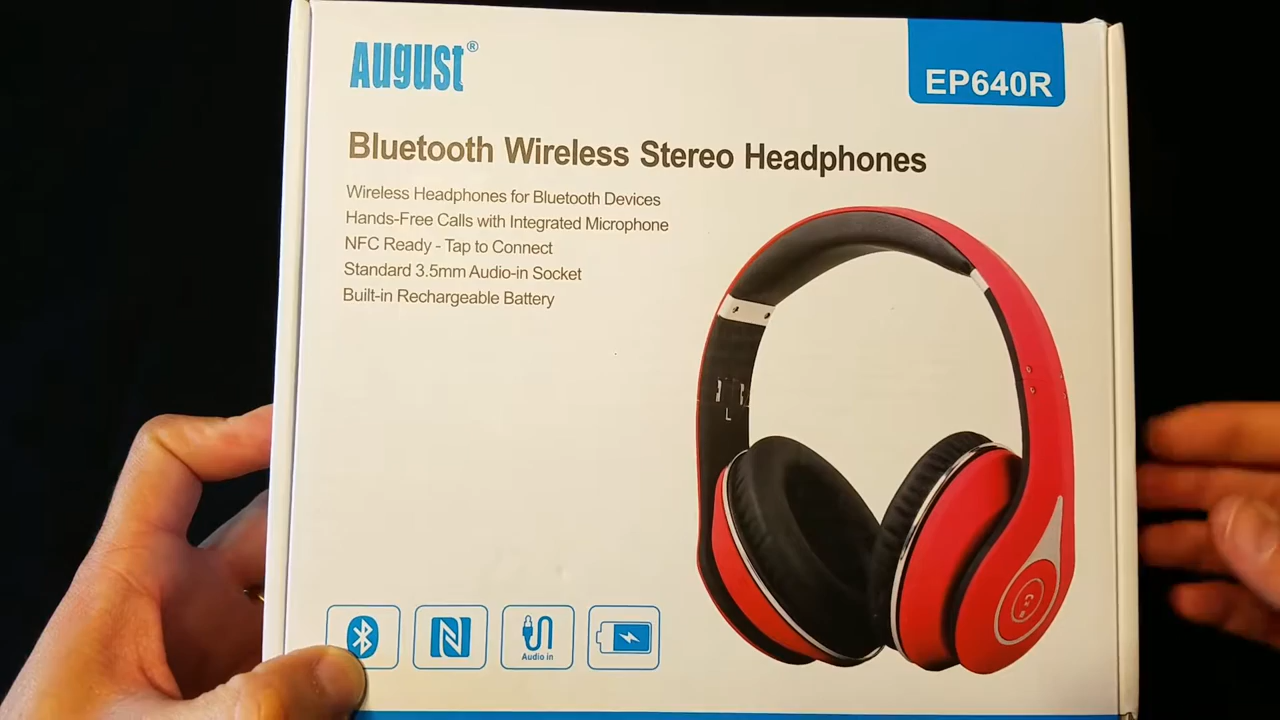 August®
EP640R
Bluetooth Wireless Stereo Headphones
Wireless Headphones for Bluetooth Devices
Hands-Free Calls with Integrated Microphone
NFC Ready - Tap to Connect
Standard 3.5mm Audio-in Socket
Built-in Rechargeable Battery
L
Audio in